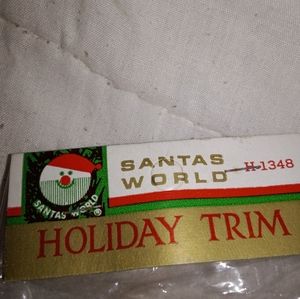 SANTAS WORLD ®
SANTAS H-1348
WORLD
HOLIDAY TRIM